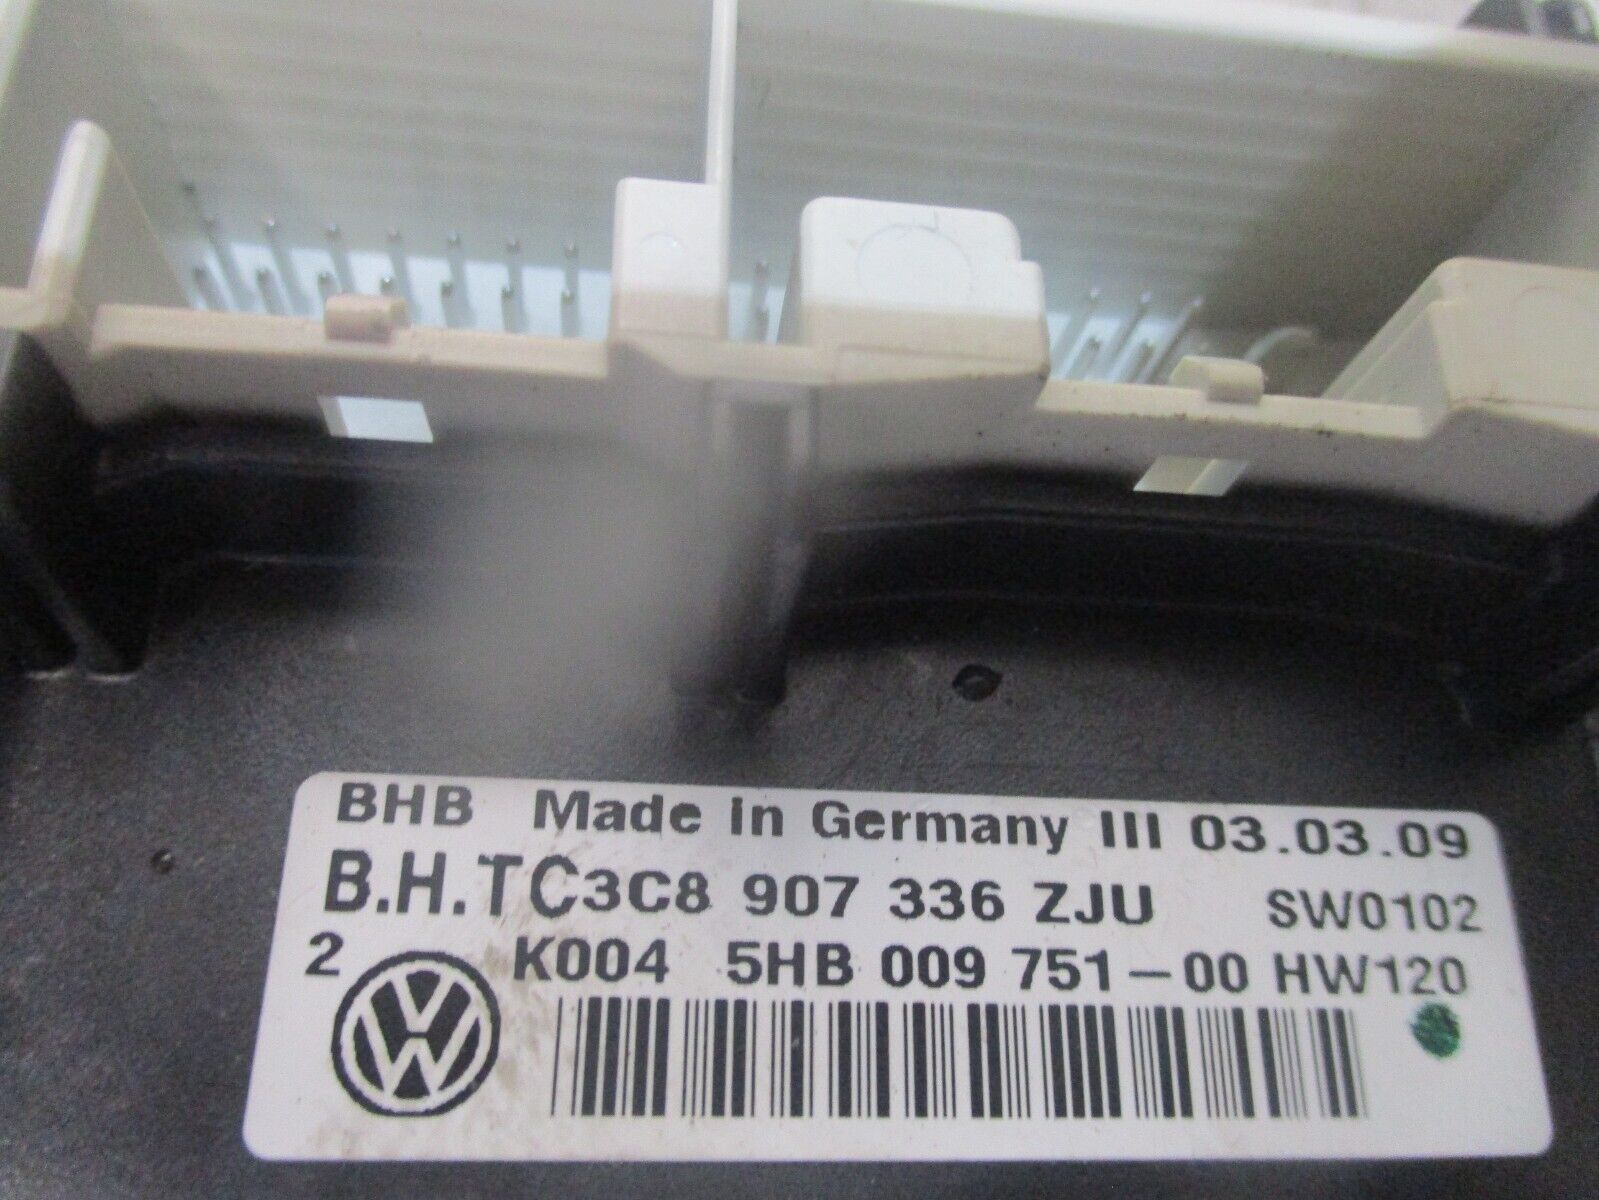 BHB Made in Germany III 03.03.09
B.H.TC3C8 907 336 ZJU SW0102
2 K004 5HB 009 751-00 HW120